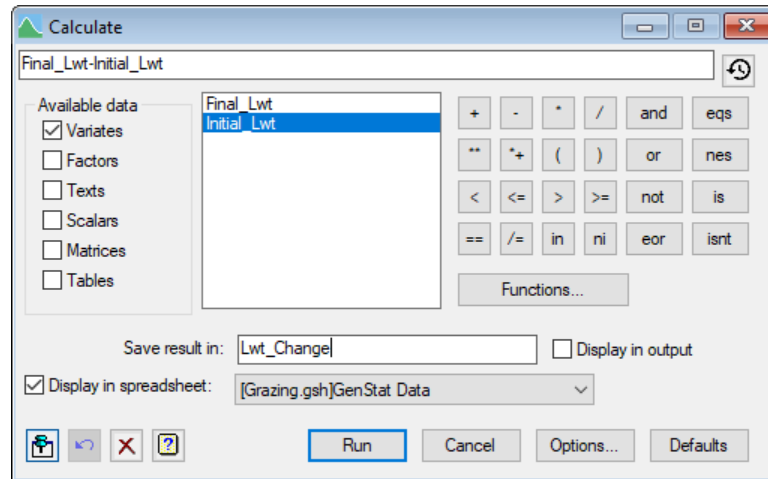 Calculate
Final_Lwt-Initial_Lwt
Available data
Variates
Factors
Texts
Scalars
Matrices
Tables
Final_Lwt
Initial_Lwt
+ - * / and eqs
** *+ ( ) or nes
< <= > >= not is
== /= in ni eor isnt
Functions...
Save result in: Lwt_Change Display in output
Display in spreadsheet: [Grazing.gsh]GenStat Data
Run Cancel Options... Defaults